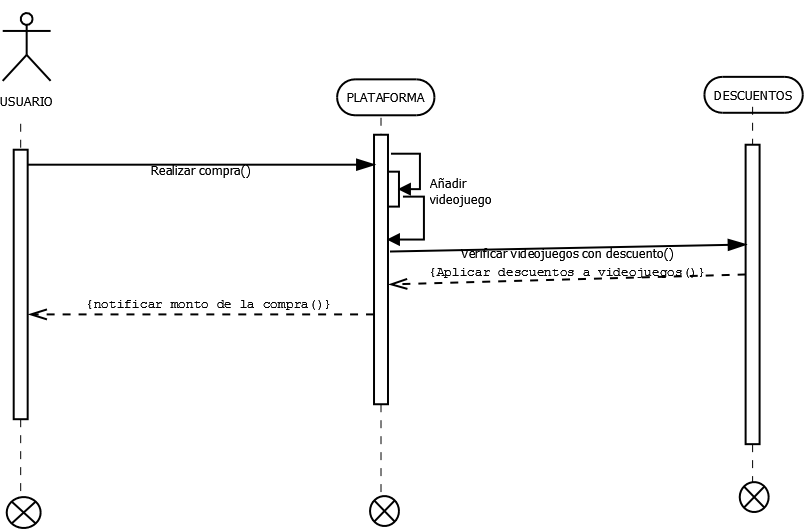 USUARIO
PLATAFORMA
DESCUENTOS
Realizar compra()
Añadir
videojuego
Verificar videojuegos con descuento()
{Aplicar descuentos a videojuegos()}
{notificar monto de la compra()}